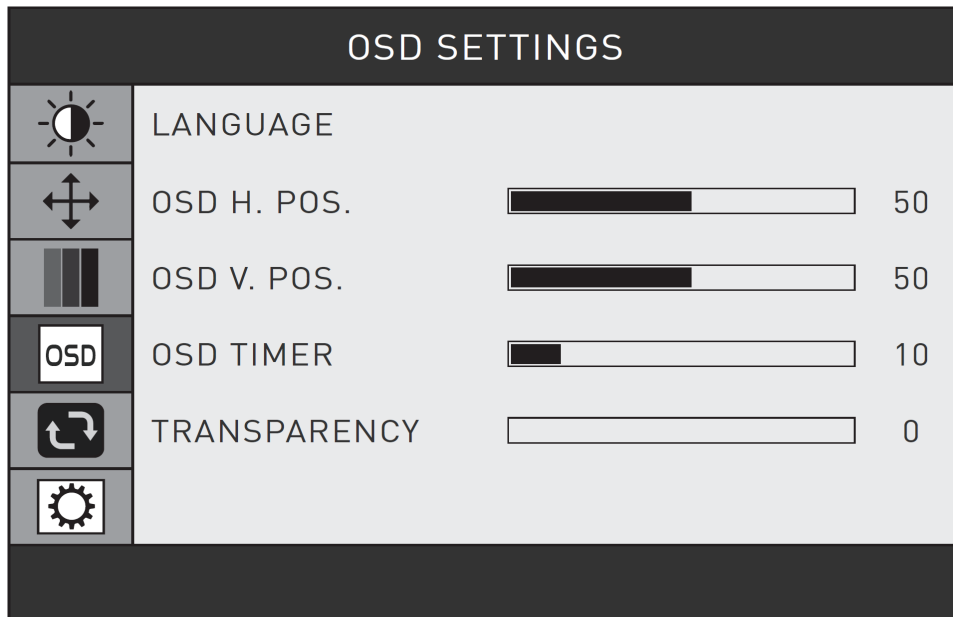 OSD SETTINGS
LANGUAGE
OSD H. POS. 50
OSD V. POS. 50
OSD OSD TIMER 10
TRANSPARENCY 0